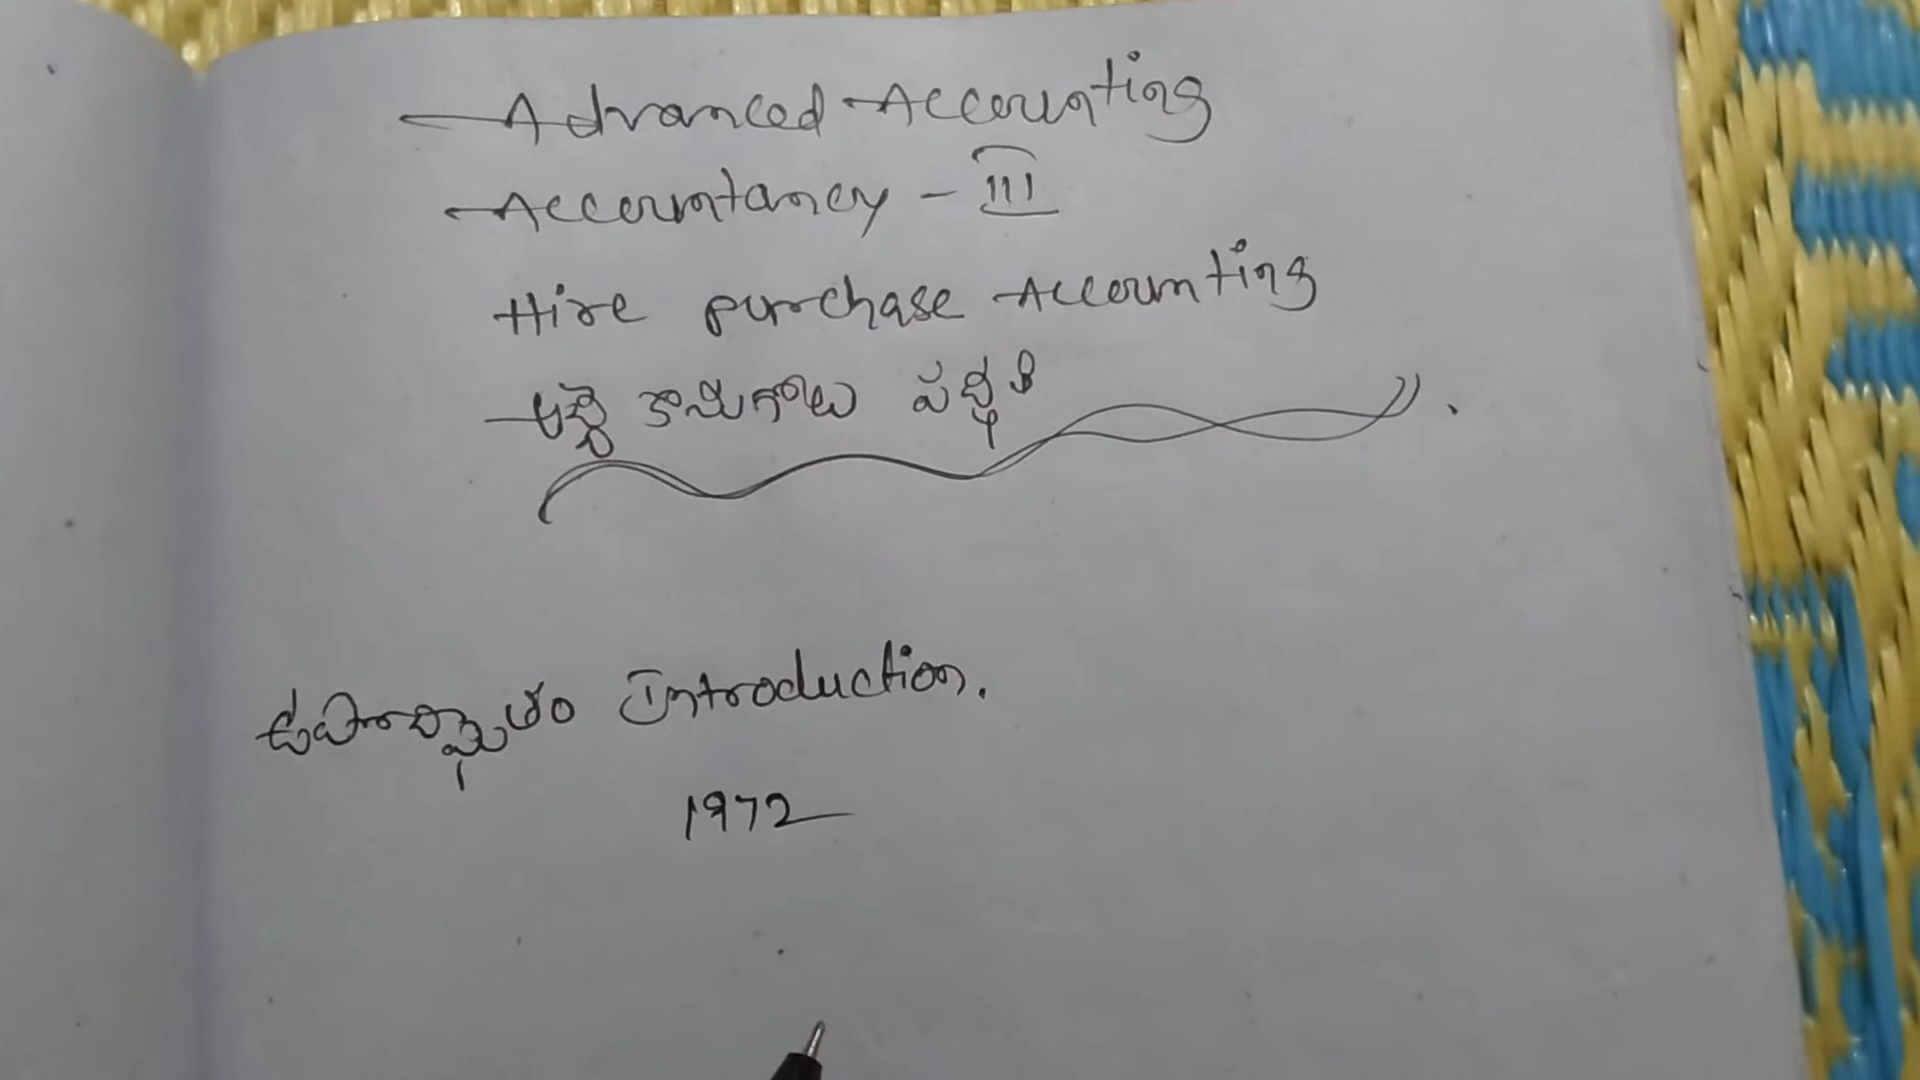 Advanced Accounting
Accountancy - III
Hire purchase Accounting
అద్దె కొనుగోలు పద్ధతి
ఉపోద్ఘాతం Introduction.
1972